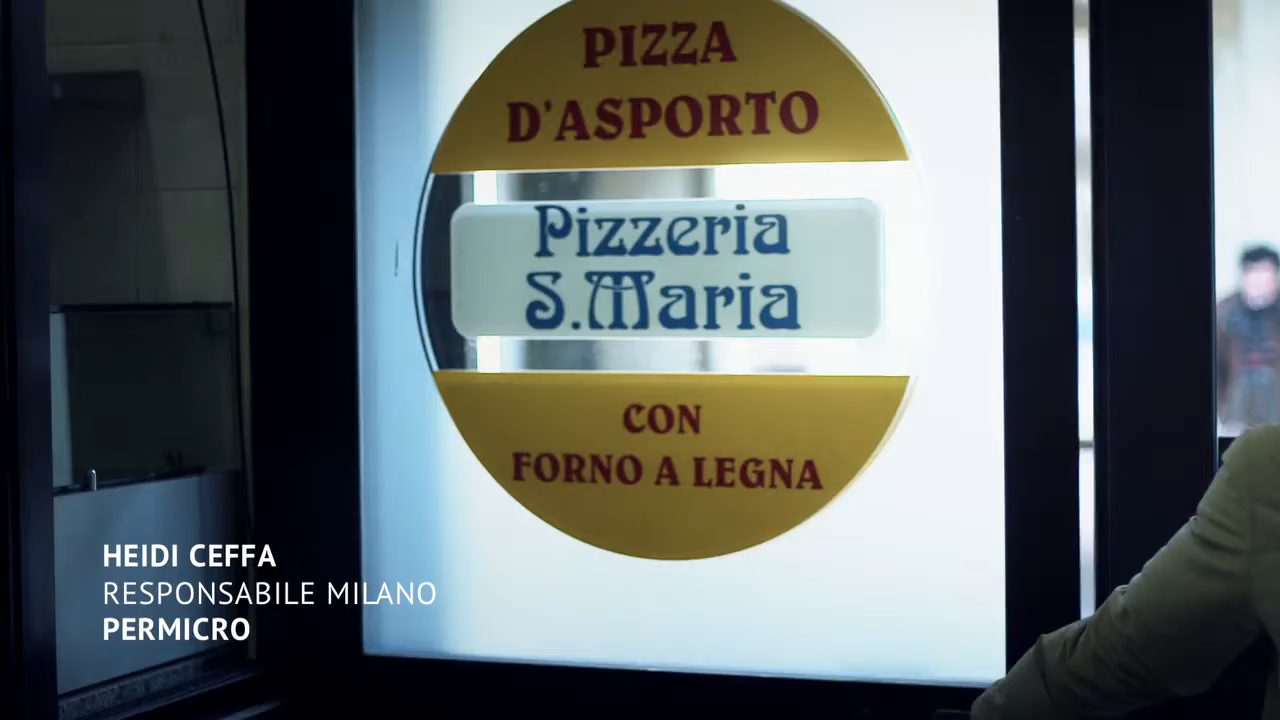 PIZZA
D'ASPORTO
Pizzeria
S.Maria
CON
FORNO A LEGNA
HEIDI CEFFA
RESPONSABILE MILANO
PERMICRO